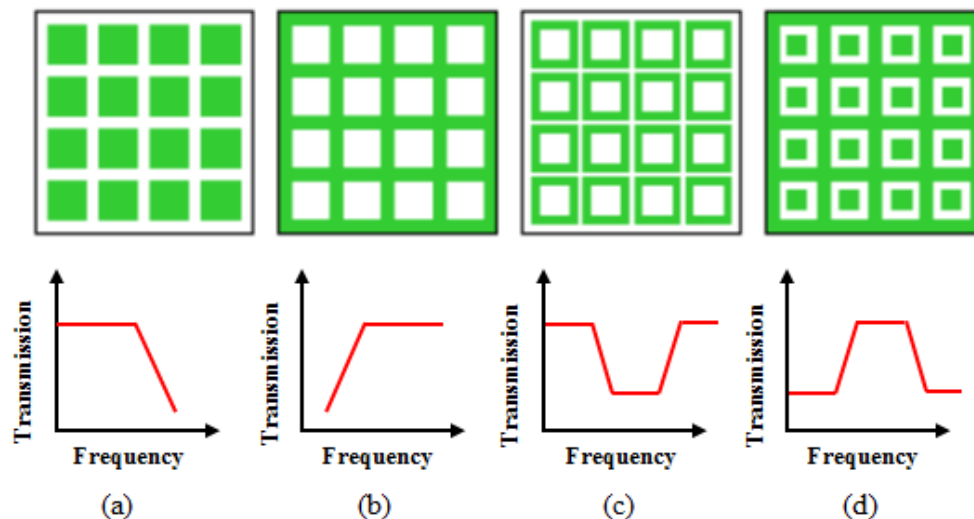 Transmission
Frequency
(a)
Transmission
Frequency
(b)
Transmission
Frequency
(c)
Transmission
Frequency
(d)